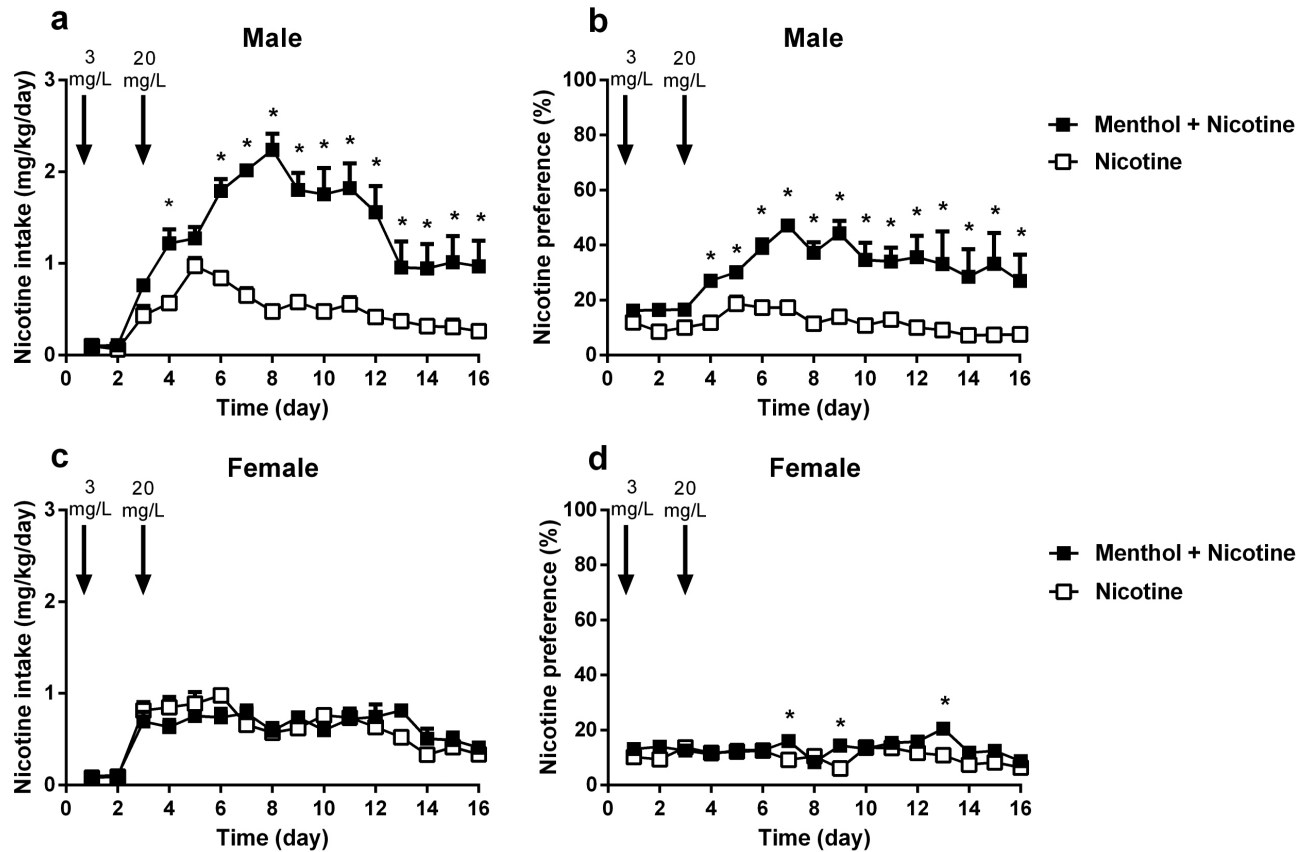 a
Male
3
mg/L
20
mg/L
Nicotine intake (mg/kg/day)
3
2
1
0
* * * * * * * * * * * *
0 2 4 6 8 10 12 14 16
Time (day)
b
Male
3
mg/L
20
mg/L
Nicotine preference (%)
100
80
60
40
20
0
* * * * * * * * * * * * *
0 2 4 6 8 10 12 14 16
Time (day)
Menthol + Nicotine
Nicotine
c
Female
3
mg/L
20
mg/L
Nicotine intake (mg/kg/day)
3
2
1
0
0 2 4 6 8 10 12 14 16
Time (day)
d
Female
3
mg/L
20
mg/L
Nicotine preference (%)
100
80
60
40
20
0
* * *
0 2 4 6 8 10 12 14 16
Time (day)
Menthol + Nicotine
Nicotine